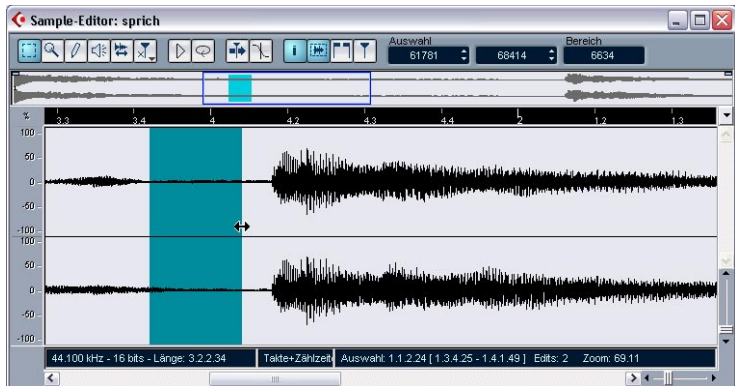 Sample-Editor: sprich
Auswahl Bereich
61781 68414 6634
% 3.3 3.4 4 4.2 4.3 4.4 2 1.2 1.3
100
50
0
-50
-100
100
50
0
-50
-100
44.100 kHz - 16 bits - Länge: 3.2.2.34 Takte+Zählzeit Auswahl: 1.1.2.24 [ 1.3.4.25 - 1.4.1.49 ] Edits: 2 Zoom: 69.11